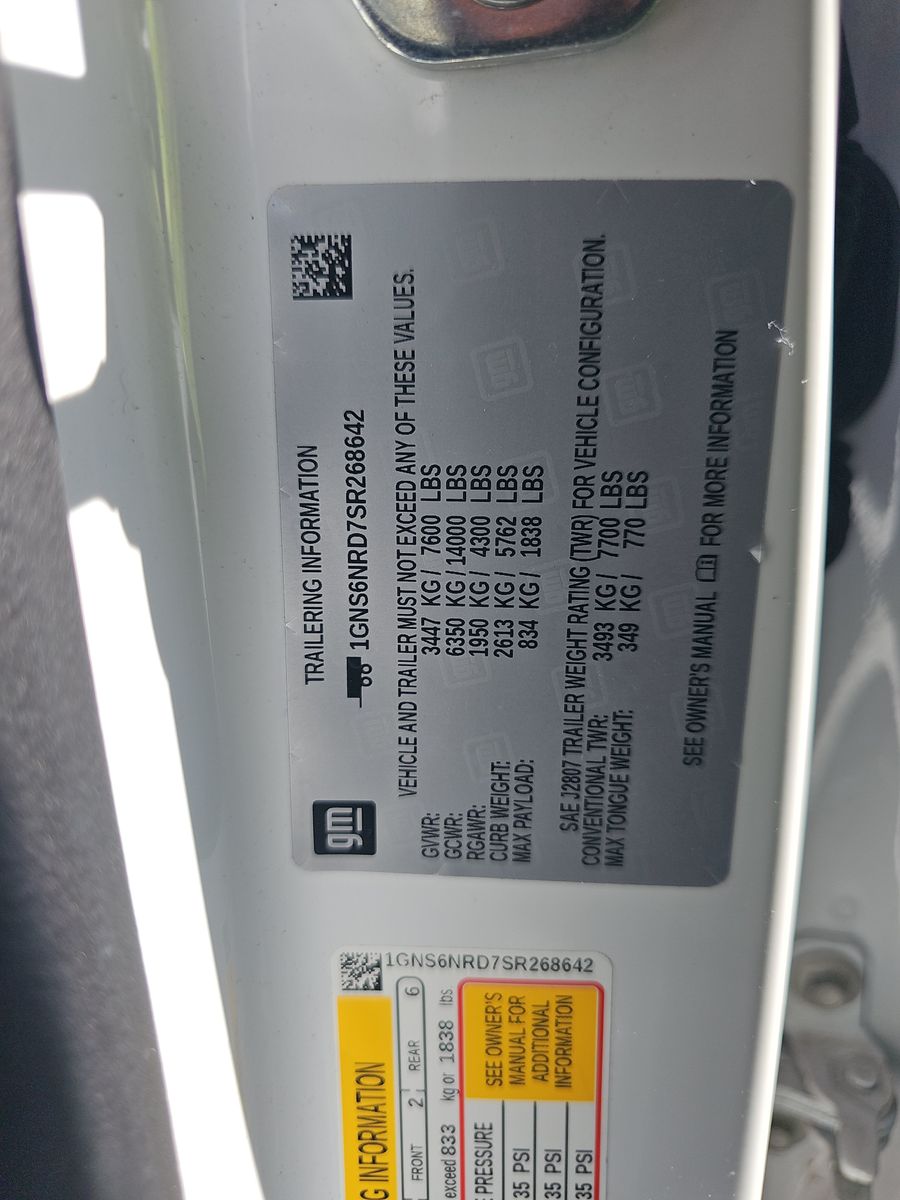 gm
TRAILERING INFORMATION
1GNS6NRD7SR268642
VEHICLE AND TRAILER MUST NOT EXCEED ANY OF THESE VALUES.
GVWR: 3447 KG / 7600 LBS
GCWR: 6350 KG / 14000 LBS
RGAWR: 1950 KG / 4300 LBS
CURB WEIGHT: 2613 KG / 5762 LBS
MAX PAYLOAD: 834 KG / 1838 LBS
SAE J2807 TRAILER WEIGHT RATING (TWR) FOR VEHICLE CONFIGURATION.
CONVENTIONAL TWR: 3493 KG / 7700 LBS
MAX TONGUE WEIGHT: 349 KG / 770 LBS
SEE OWNER'S MANUAL FOR MORE INFORMATION
G INFORMATION
1GNS6NRD7SR268642
FRONT 2 REAR 6
exceed 833 kg or 1838 lbs
PRESSURE
35 PSI
35 PSI
35 PSI
SEE OWNER'S
MANUAL FOR
ADDITIONAL
INFORMATION